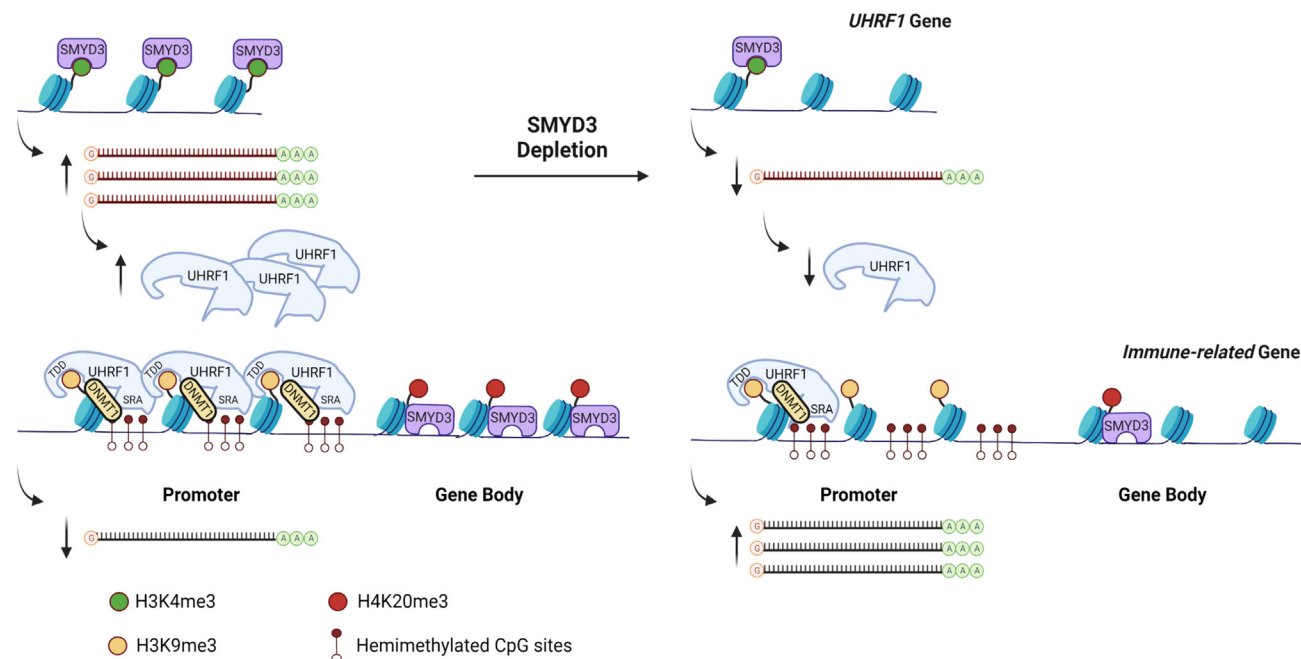 UHRF1 Gene
SMYD3 SMYD3 SMYD3
SMYD3
SMYD3
Depletion
G A A A
G A A A
G A A A
G A A A
UHRF1
UHRF1
UHRF1
UHRF1
Immune-related Gene
TDD UHRF1 DNMT1 SRA
TDD UHRF1 DNMT1 SRA
TDD UHRF1 DNMT1 SRA
SMYD3 SMYD3 SMYD3
TDD UHRF1 DNMT1 SRA
SMYD3
Promoter Gene Body
Promoter Gene Body
G A A A
G A A A
G A A A
G A A A
H3K4me3 H4K20me3
H3K9me3 Hemimethylated CpG sites